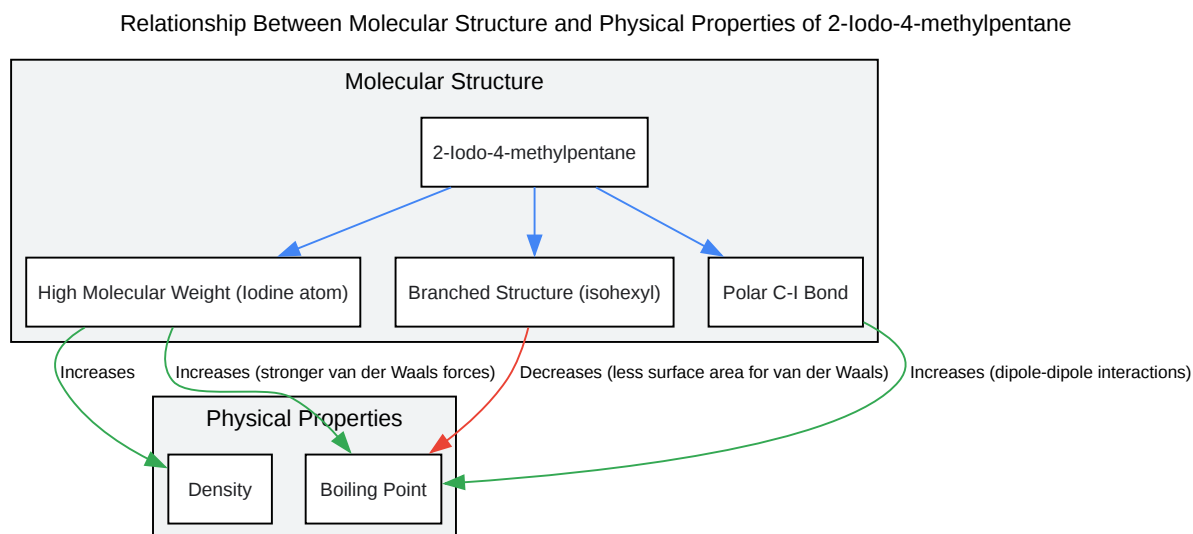 Relationship Between Molecular Structure and Physical Properties of 2-Iodo-4-methylpentane
Molecular Structure
2-Iodo-4-methylpentane
High Molecular Weight (Iodine atom)
Branched Structure (isohexyl)
Polar C-I Bond
Increases
Increases (stronger van der Waals forces)
Decreases (less surface area for van der Waals)
Increases (dipole-dipole interactions)
Physical Properties
Density
Boiling Point